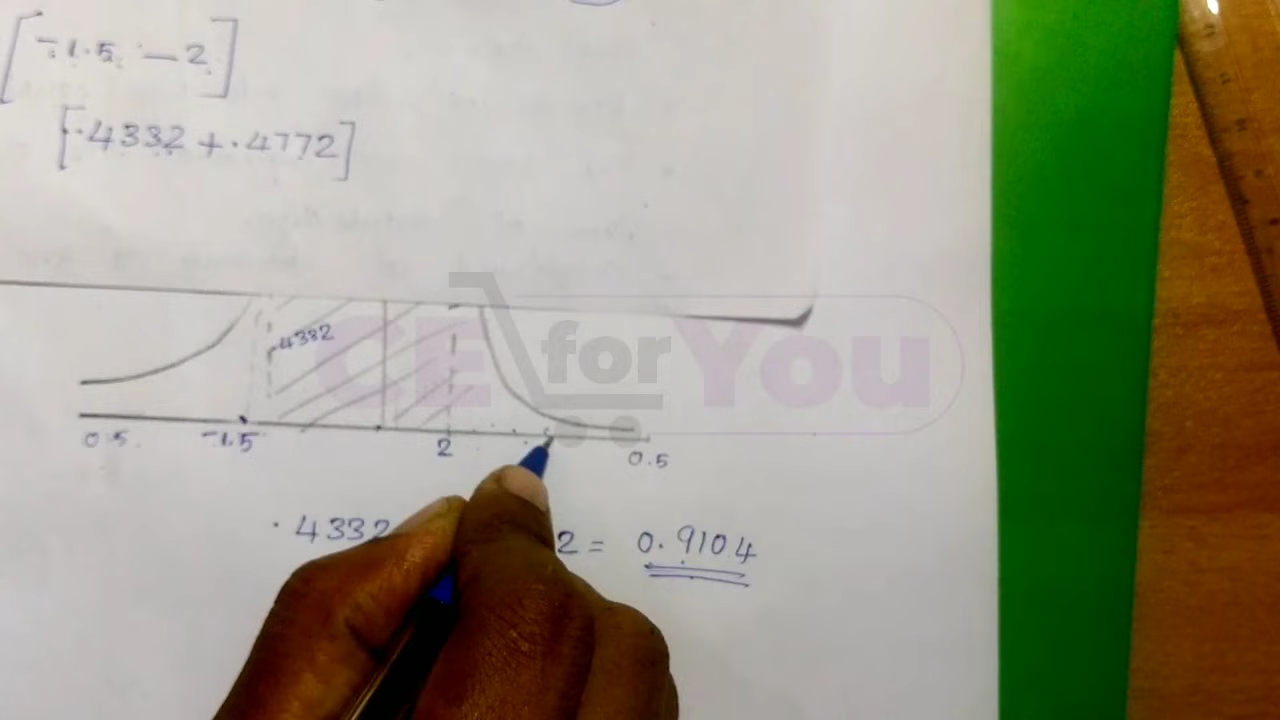 [-1.5 - 2]
[.4332 + .4772]
.4332
CE for You
0.5 -1.5 2 0.5
.4332 2 = 0.9104